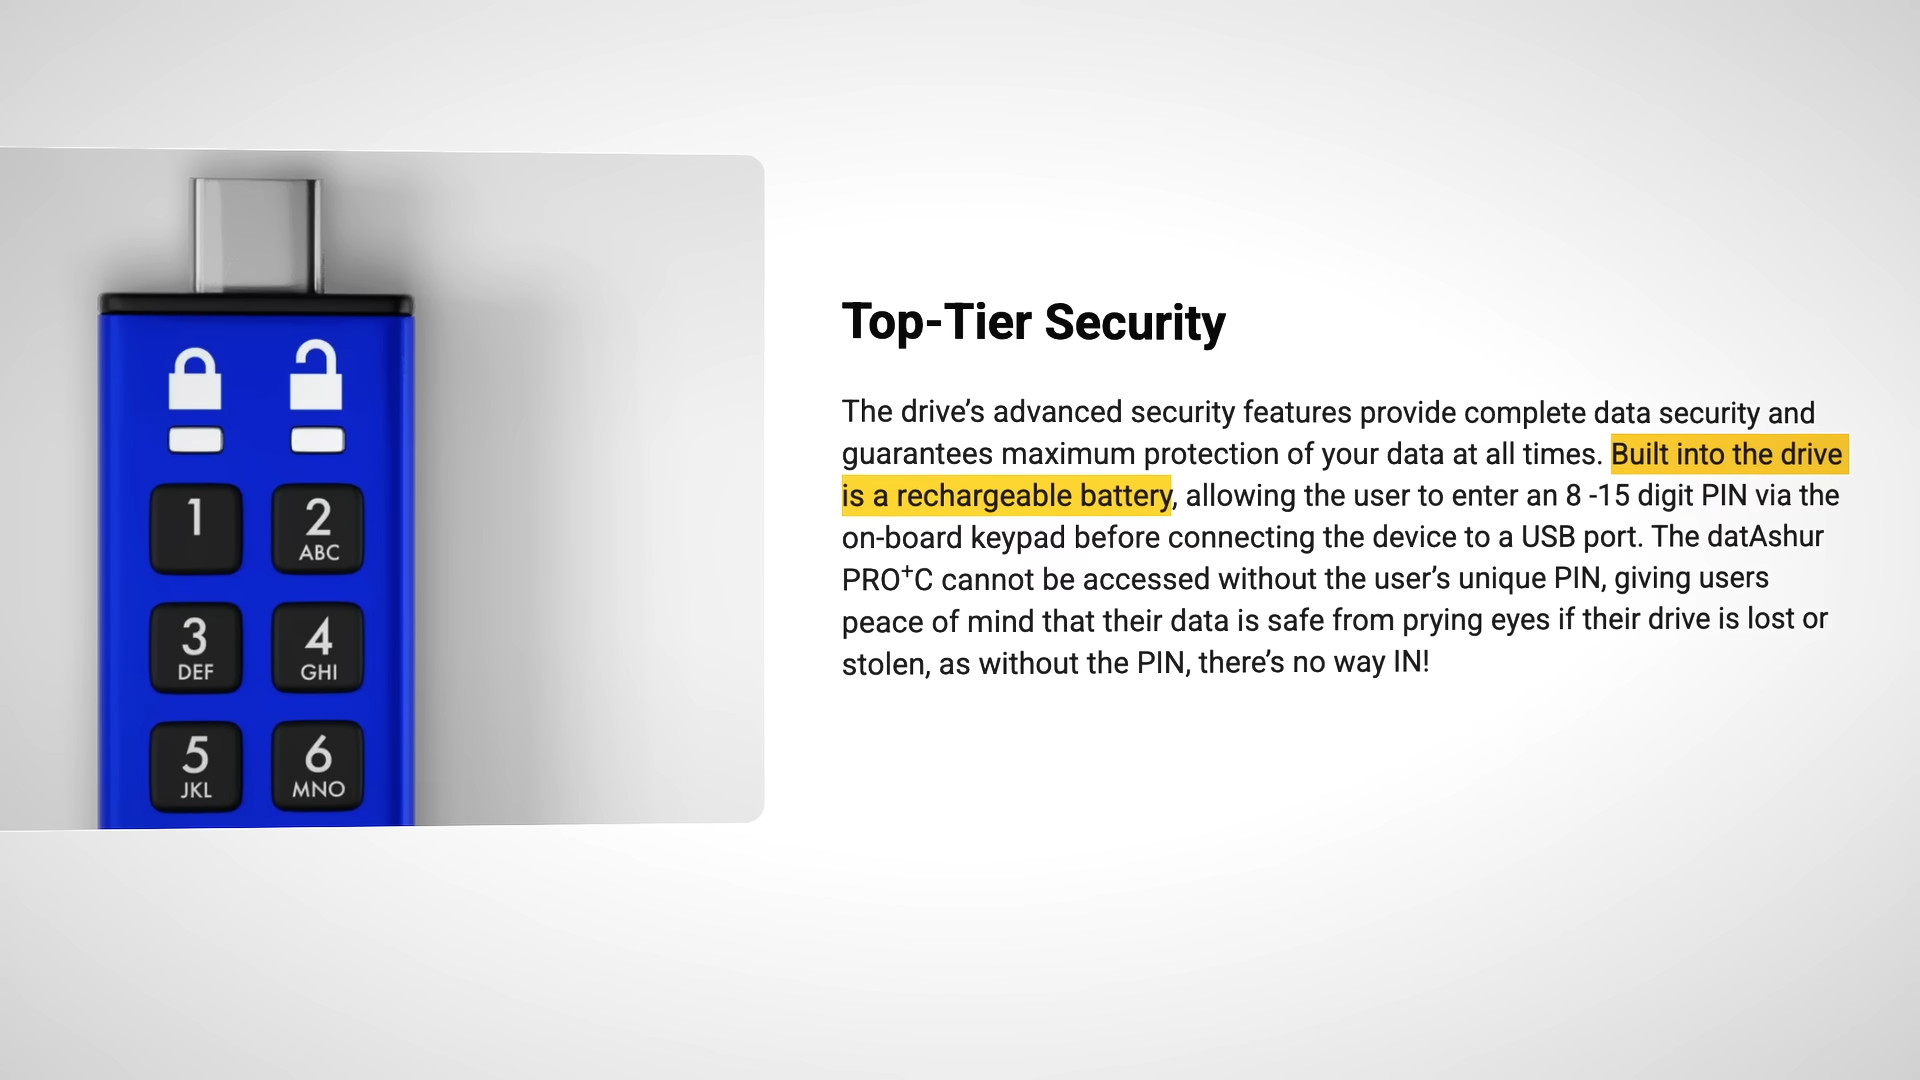 1
2
ABC
3
DEF
4
GHI
5
JKL
6
MNO
Top-Tier Security
The drive’s advanced security features provide complete data security and
guarantees maximum protection of your data at all times. Built into the drive
is a rechargeable battery, allowing the user to enter an 8 -15 digit PIN via the
on-board keypad before connecting the device to a USB port. The datAshur
PRO⁺C cannot be accessed without the user’s unique PIN, giving users
peace of mind that their data is safe from prying eyes if their drive is lost or
stolen, as without the PIN, there’s no way IN!